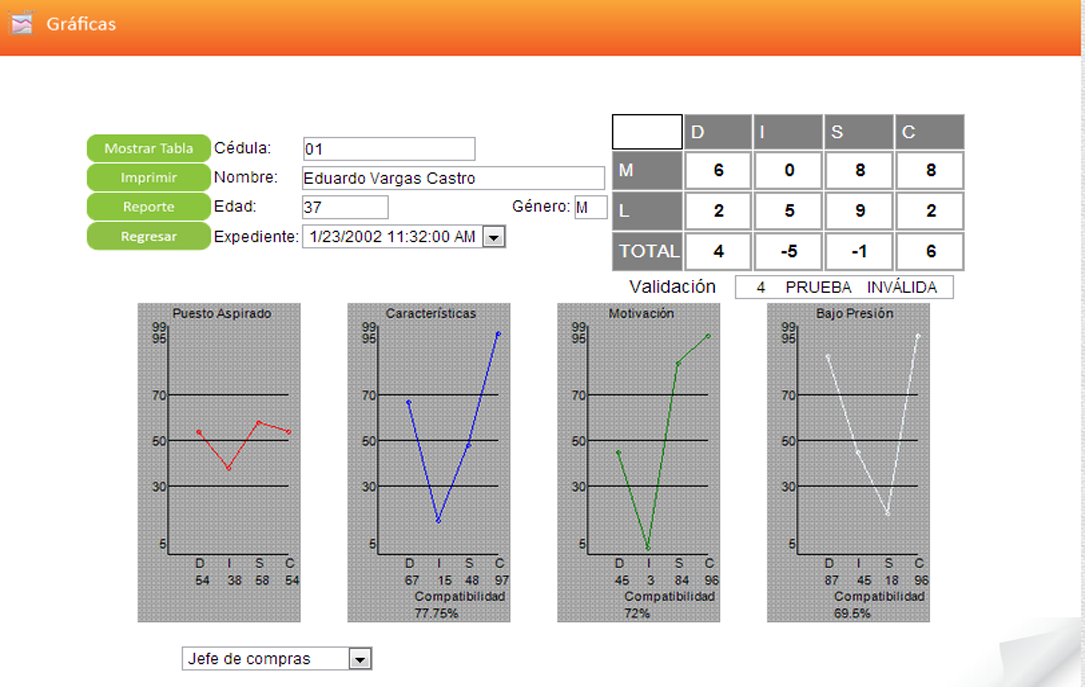 Gráficas
Mostrar Tabla
Imprimir
Reporte
Regresar
Cédula: 01
Nombre: Eduardo Vargas Castro
Edad: 37 Género: M
Expediente: 1/23/2002 11:32:00 AM
D I S C
M 6 0 8 8
L 2 5 9 2
TOTAL 4 -5 -1 6
Validación 4 PRUEBA INVÁLIDA
Puesto Aspirado
99
95
70
50
30
5
D I S C
54 38 58 54
Características
99
95
70
50
30
5
D I S C
67 15 48 97
Compatibilidad
77.75%
Motivación
99
95
70
50
30
5
D I S C
45 3 84 96
Compatibilidad
72%
Bajo Presión
99
95
70
50
30
5
D I S C
87 45 18 96
Compatibilidad
69.5%
Jefe de compras